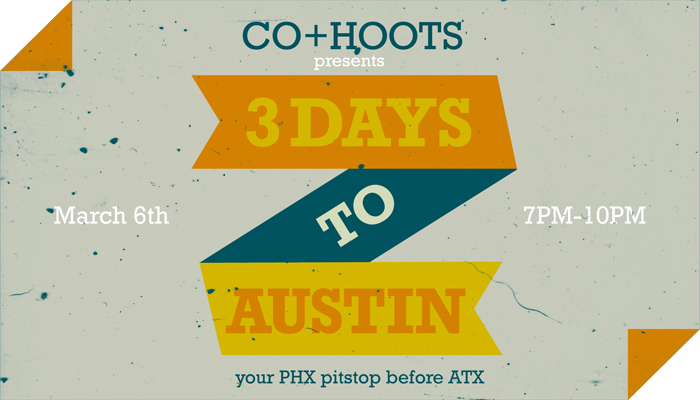 CO+HOOTS
presents
3 DAYS
TO
March 6th
7PM-10PM
AUSTIN
your PHX pitstop before ATX